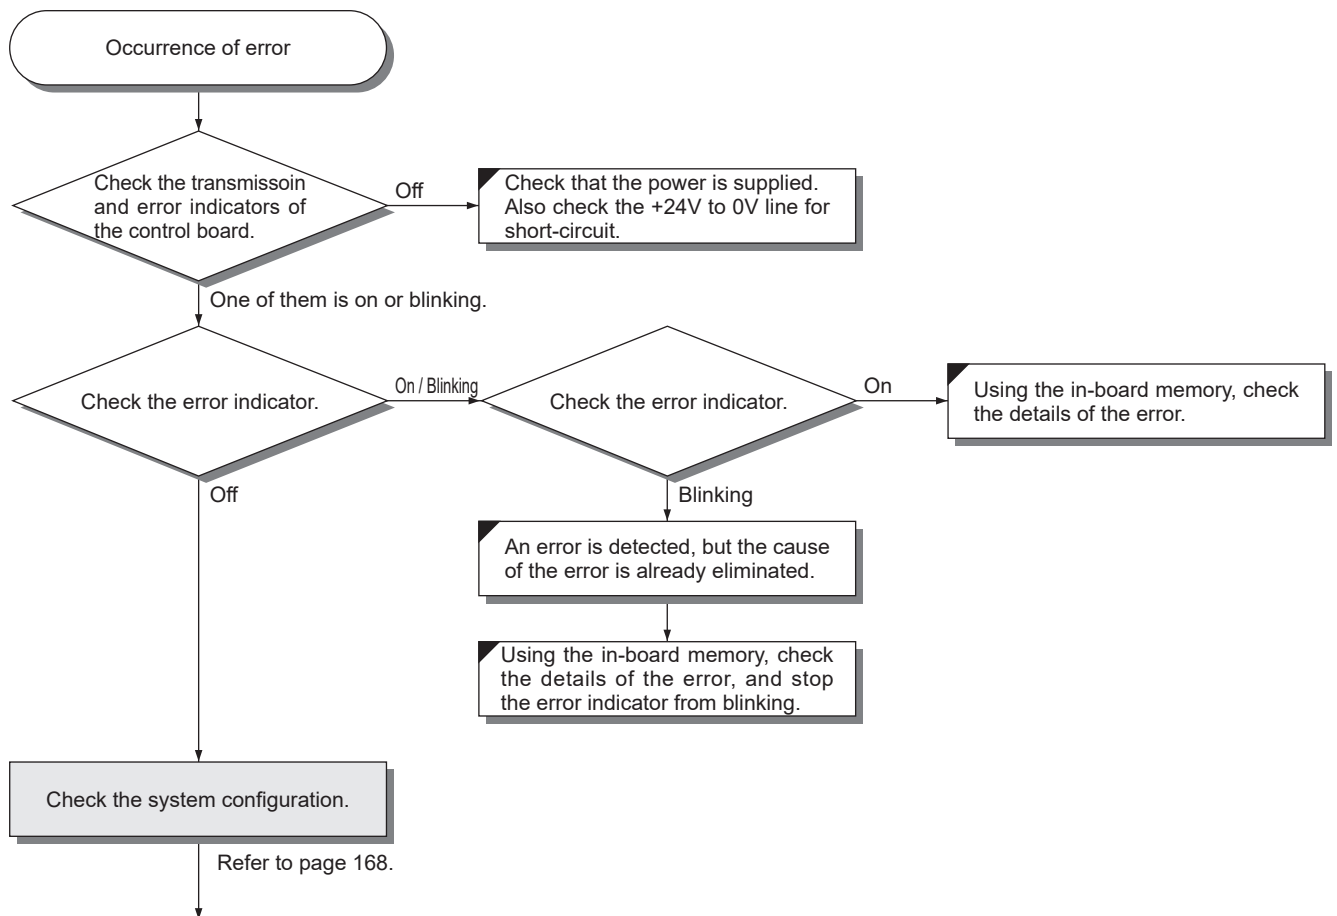 Occurrence of error
Check the transmissoin
and error indicators of
the control board.
Off
Check that the power is supplied.
Also check the +24V to 0V line for
short-circuit.
One of them is on or blinking.
Check the error indicator.
On / Blinking
Check the error indicator.
On
Using the in-board memory, check
the details of the error.
Off
Blinking
An error is detected, but the cause
of the error is already eliminated.
Using the in-board memory, check
the details of the error, and stop
the error indicator from blinking.
Check the system configuration.
Refer to page 168.